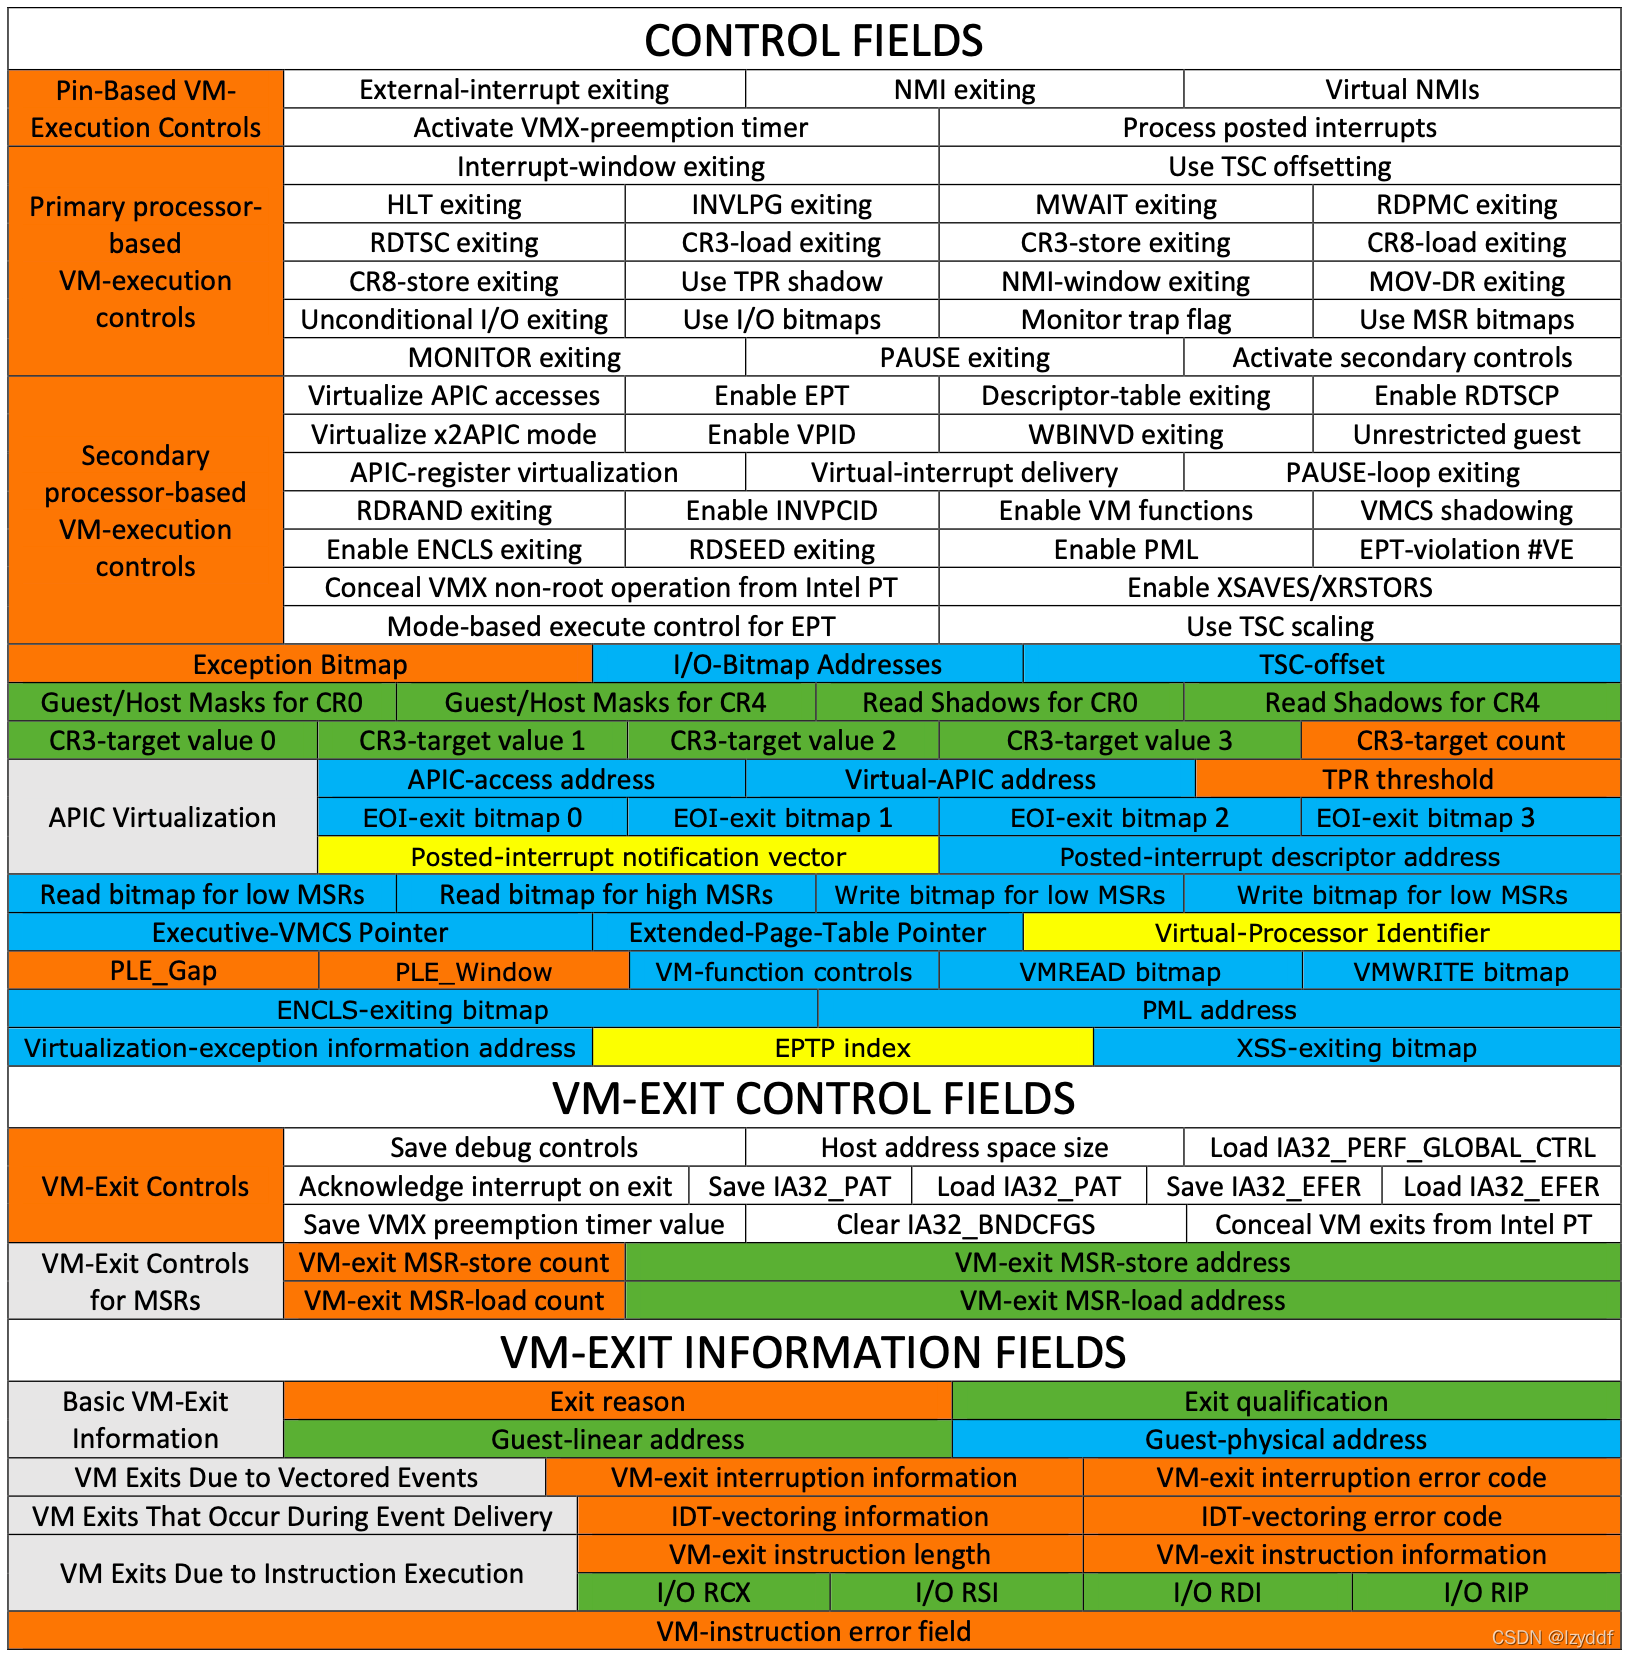 CONTROL FIELDS
Pin-Based VM-
Execution Controls
External-interrupt exiting
NMI exiting
Virtual NMIs
Activate VMX-preemption timer
Process posted interrupts
Primary processor-
based
VM-execution
controls
Interrupt-window exiting
Use TSC offsetting
HLT exiting
INVLPG exiting
MWAIT exiting
RDPMC exiting
RDTSC exiting
CR3-load exiting
CR3-store exiting
CR8-load exiting
CR8-store exiting
Use TPR shadow
NMI-window exiting
MOV-DR exiting
Unconditional I/O exiting
Use I/O bitmaps
Monitor trap flag
Use MSR bitmaps
MONITOR exiting
PAUSE exiting
Activate secondary controls
Secondary
processor-based
VM-execution
controls
Virtualize APIC accesses
Enable EPT
Descriptor-table exiting
Enable RDTSCP
Virtualize x2APIC mode
Enable VPID
WBINVD exiting
Unrestricted guest
APIC-register virtualization
Virtual-interrupt delivery
PAUSE-loop exiting
RDRAND exiting
Enable INVPCID
Enable VM functions
VMCS shadowing
Enable ENCLS exiting
RDSEED exiting
Enable PML
EPT-violation #VE
Conceal VMX non-root operation from Intel PT
Enable XSAVES/XRSTORS
Mode-based execute control for EPT
Use TSC scaling
Exception Bitmap
I/O-Bitmap Addresses
TSC-offset
Guest/Host Masks for CR0
Guest/Host Masks for CR4
Read Shadows for CR0
Read Shadows for CR4
CR3-target value 0
CR3-target value 1
CR3-target value 2
CR3-target value 3
CR3-target count
APIC Virtualization
APIC-access address
Virtual-APIC address
TPR threshold
EOI-exit bitmap 0
EOI-exit bitmap 1
EOI-exit bitmap 2
EOI-exit bitmap 3
Posted-interrupt notification vector
Posted-interrupt descriptor address
Read bitmap for low MSRs
Read bitmap for high MSRs
Write bitmap for low MSRs
Write bitmap for low MSRs
Executive-VMCS Pointer
Extended-Page-Table Pointer
Virtual-Processor Identifier
PLE_Gap
PLE_Window
VM-function controls
VMREAD bitmap
VMWRITE bitmap
ENCLS-exiting bitmap
PML address
Virtualization-exception information address
EPTP index
XSS-exiting bitmap
VM-EXIT CONTROL FIELDS
VM-Exit Controls
Save debug controls
Host address space size
Load IA32_PERF_GLOBAL_CTRL
Acknowledge interrupt on exit
Save IA32_PAT
Load IA32_PAT
Save IA32_EFER
Load IA32_EFER
Save VMX preemption timer value
Clear IA32_BNDCFGS
Conceal VM exits from Intel PT
VM-Exit Controls
for MSRs
VM-exit MSR-store count
VM-exit MSR-store address
VM-exit MSR-load count
VM-exit MSR-load address
VM-EXIT INFORMATION FIELDS
Basic VM-Exit
Information
Exit reason
Exit qualification
Guest-linear address
Guest-physical address
VM Exits Due to Vectored Events
VM-exit interruption information
VM-exit interruption error code
VM Exits That Occur During Event Delivery
IDT-vectoring information
IDT-vectoring error code
VM Exits Due to Instruction Execution
VM-exit instruction length
VM-exit instruction information
I/O RCX
I/O RSI
I/O RDI
I/O RIP
VM-instruction error field
CSDN @lzyddf